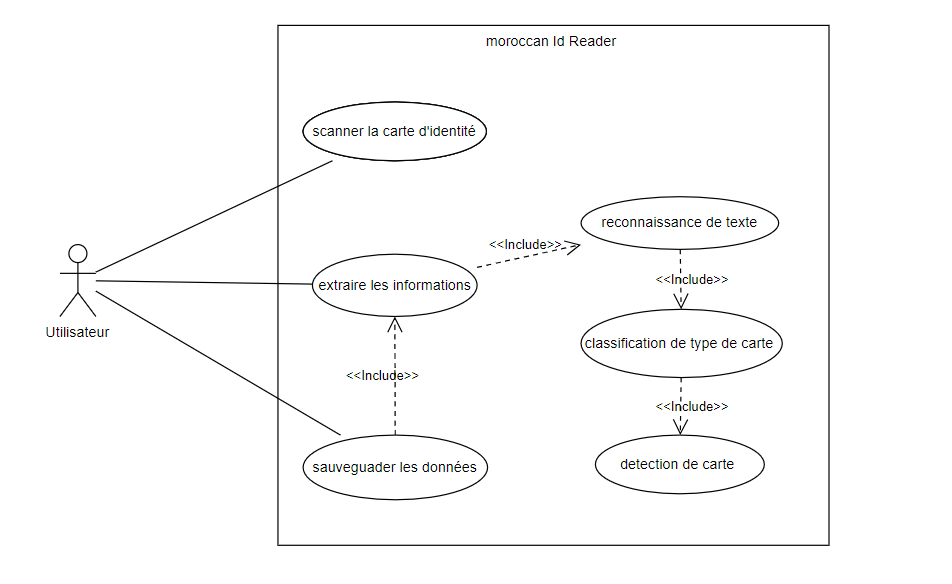 moroccan Id Reader
scanner la carte d'identité
reconnaissance de texte
<<Include>>
Utilisateur
extraire les informations
<<Include>>
classification de type de carte
<<Include>>
<<Include>>
sauveguader les données
detection de carte